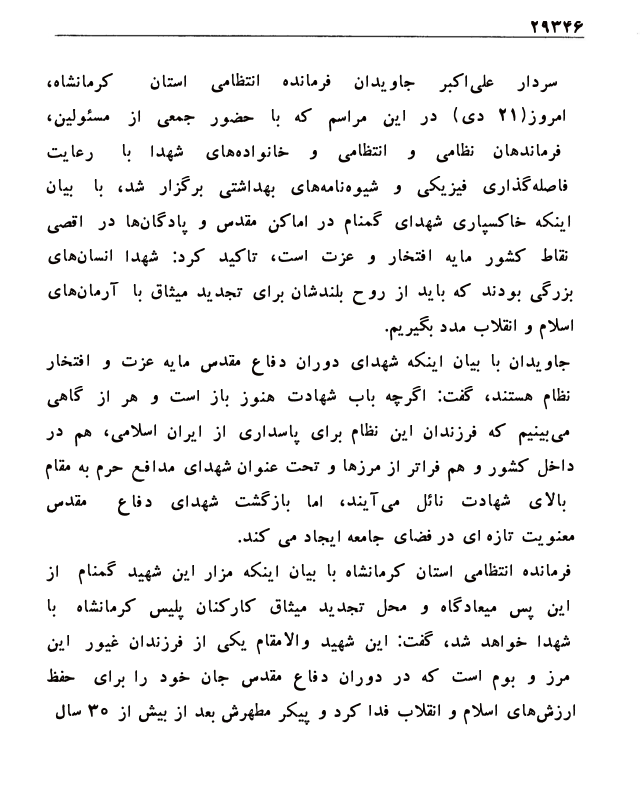 ۲۹۳۴۶
سردار علی‌اکبر جاویدان فرمانده انتظامی استان کرمانشاه،
امروز(۲۱ دی) در این مراسم که با حضور جمعی از مسئولین،
فرماندهان نظامی و انتظامی و خانواده‌های شهدا با رعایت
فاصله‌گذاری فیزیکی و شیوه‌نامه‌های بهداشتی برگزار شد، با بیان
اینکه خاکسپاری شهدای گمنام در اماکن مقدس و پادگان‌ها در اقصی
نقاط کشور مایه افتخار و عزت است، تاکید کرد: شهدا انسان‌های
بزرگی بودند که باید از روح بلندشان برای تجدید میثاق با آرمان‌های
اسلام و انقلاب مدد بگیریم.
جاویدان با بیان اینکه شهدای دوران دفاع مقدس مایه عزت و افتخار
نظام هستند، گفت: اگرچه باب شهادت هنوز باز است و هر از گاهی
می‌بینیم که فرزندان این نظام برای پاسداری از ایران اسلامی، هم در
داخل کشور و هم فراتر از مرزها و تحت عنوان شهدای مدافع حرم به مقام
بالای شهادت نائل می‌آیند، اما بازگشت شهدای دفاع مقدس
معنویت تازه ای در فضای جامعه ایجاد می کند.
فرمانده انتظامی استان کرمانشاه با بیان اینکه مزار این شهید گمنام از
این پس میعادگاه و محل تجدید میثاق کارکنان پلیس کرمانشاه با
شهدا خواهد شد، گفت: این شهید والامقام یکی از فرزندان غیور این
مرز و بوم است که در دوران دفاع مقدس جان خود را برای حفظ
ارزش‌های اسلام و انقلاب فدا کرد و پیکر مطهرش بعد از بیش از ۳۰ سال